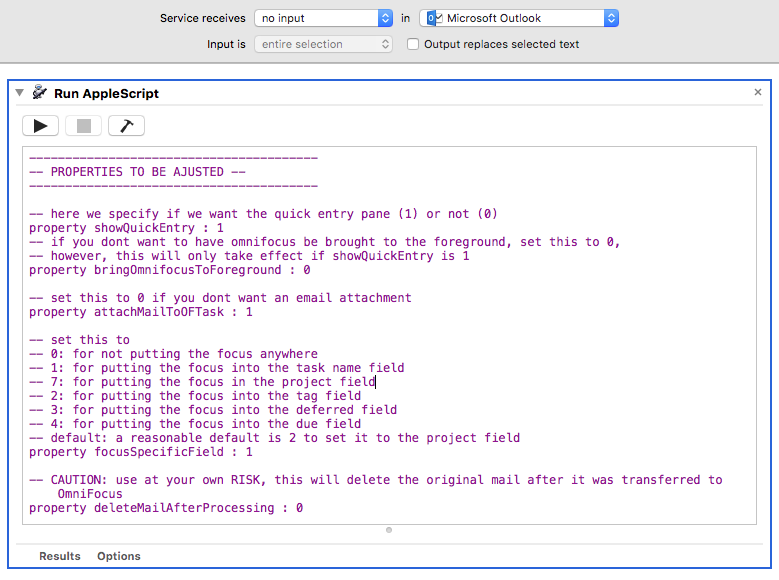 Service receives no input in Microsoft Outlook
Input is entire selection Output replaces selected text
Run AppleScript
----------------------------------------
-- PROPERTIES TO BE AJUSTED --
----------------------------------------
-- here we specify if we want the quick entry pane (1) or not (0)
property showQuickEntry : 1
-- if you dont want to have omnifocus be brought to the foreground, set this to 0,
-- however, this will only take effect if showQuickEntry is 1
property bringOmnifocusToForeground : 0
-- set this to 0 if you dont want an email attachment
property attachMailToOFTask : 1
-- set this to
-- 0: for not putting the focus anywhere
-- 1: for putting the focus into the task name field
-- 7: for putting the focus in the project field
-- 2: for putting the focus into the tag field
-- 3: for putting the focus into the deferred field
-- 4: for putting the focus into the due field
-- default: a reasonable default is 2 to set it to the project field
property focusSpecificField : 1
-- CAUTION: use at your own RISK, this will delete the original mail after it was transferred to
OmniFocus
property deleteMailAfterProcessing : 0
Results Options